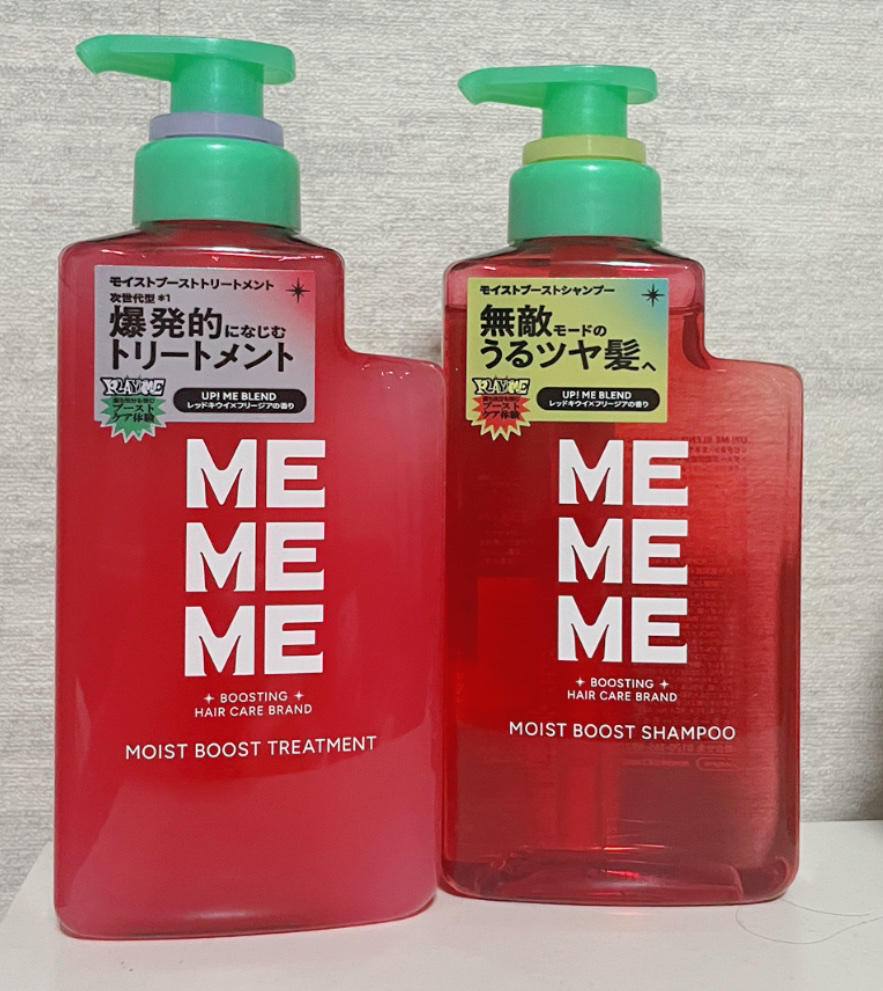 モイストブーストトリートメント
次世代型*1
爆発的になじむ
トリートメント
PLAY ME
ブースト
ケア体験
UP! ME BLEND
レッドキウイ×フリージアの香り
ME
ME
ME
BOOSTING
HAIR CARE BRAND
MOIST BOOST TREATMENT
モイストブーストシャンプー
無敵モードの
うるツヤ髪へ
PLAY ME
ブースト
ケア体験
UP! ME BLEND
レッドキウイ×フリージアの香り
ME
ME
ME
BOOSTING
HAIR CARE BRAND
MOIST BOOST SHAMPOO